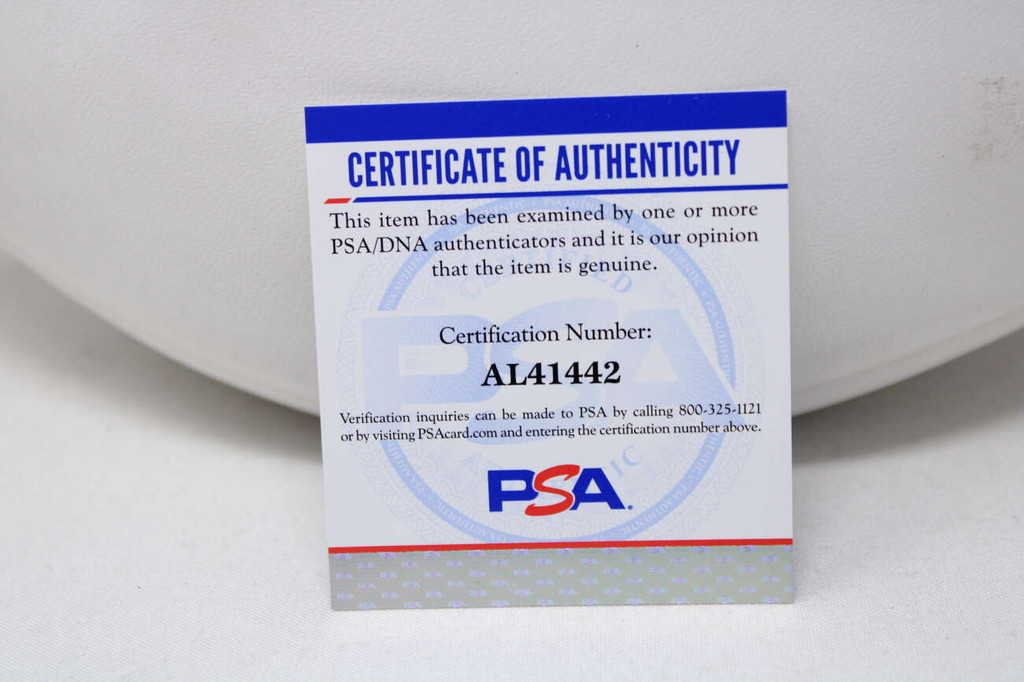 CERTIFICATE OF AUTHENTICITY
This item has been examined by one or more
PSA/DNA authenticators and it is our opinion
that the item is genuine.
Certification Number:
AL41442
Verification inquiries can be made to PSA by calling 800-325-1121
or by visiting PSAcard.com and entering the certification number above.
PSA